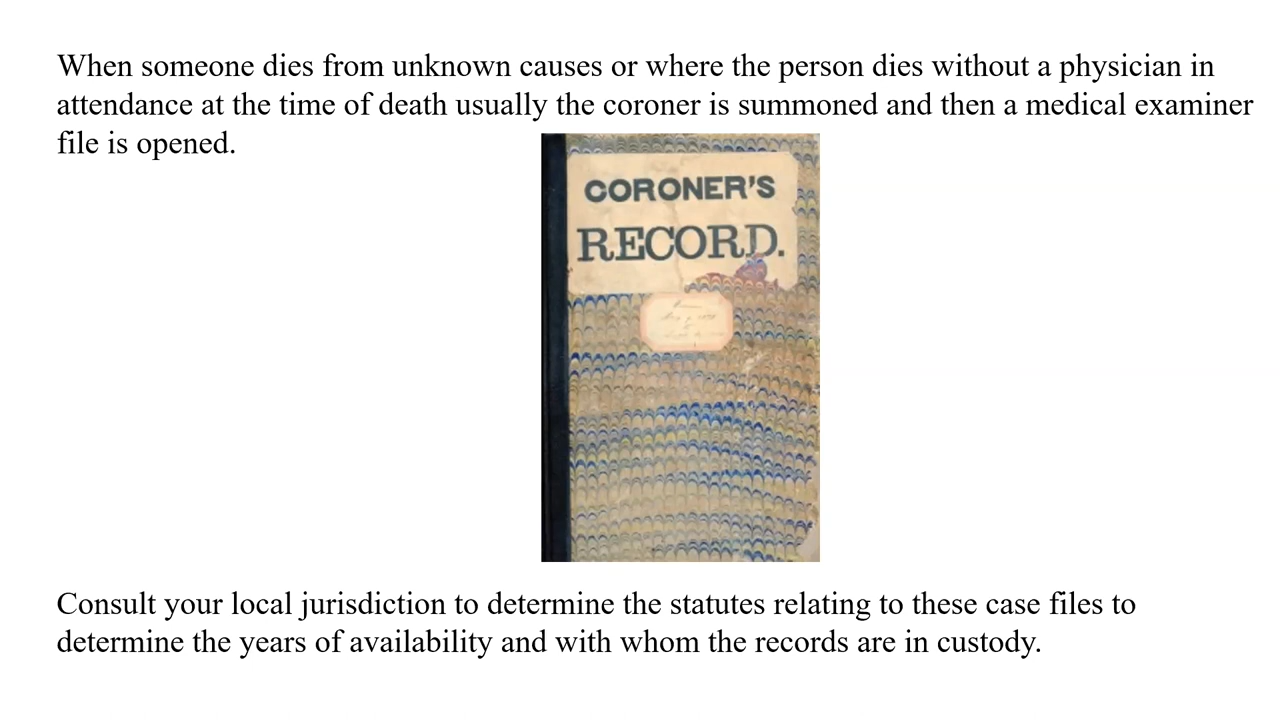 When someone dies from unknown causes or where the person dies without a physician in
attendance at the time of death usually the coroner is summoned and then a medical examiner
file is opened.
CORONER'S
RECORD.
Consult your local jurisdiction to determine the statutes relating to these case files to
determine the years of availability and with whom the records are in custody.